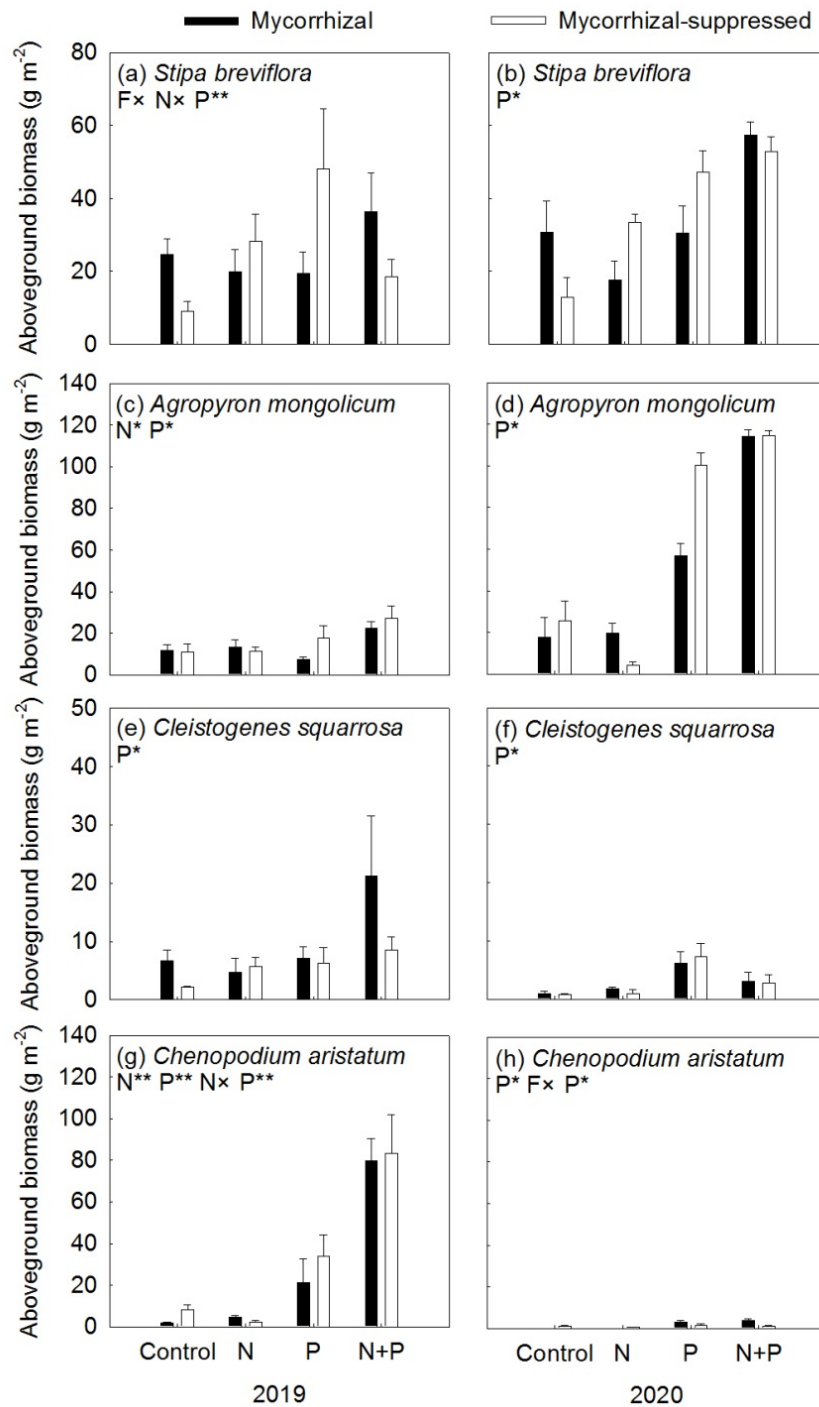 Mycorrhizal Mycorrhizal-suppressed
Aboveground biomass (g m⁻²)
80
60
40
20
0
(a) Stipa breviflora
F× N× P**
(b) Stipa breviflora
P*
Aboveground biomass (g m⁻²)
140
120
100
80
60
40
20
0
(c) Agropyron mongolicum
N* P*
(d) Agropyron mongolicum
P*
Aboveground biomass (g m⁻²)
50
40
30
20
10
0
(e) Cleistogenes squarrosa
P*
(f) Cleistogenes squarrosa
P*
Aboveground biomass (g m⁻²)
140
120
100
80
60
40
20
0
(g) Chenopodium aristatum
N** P** N× P**
(h) Chenopodium aristatum
P* F× P*
Control N P N+P
Control N P N+P
2019
2020